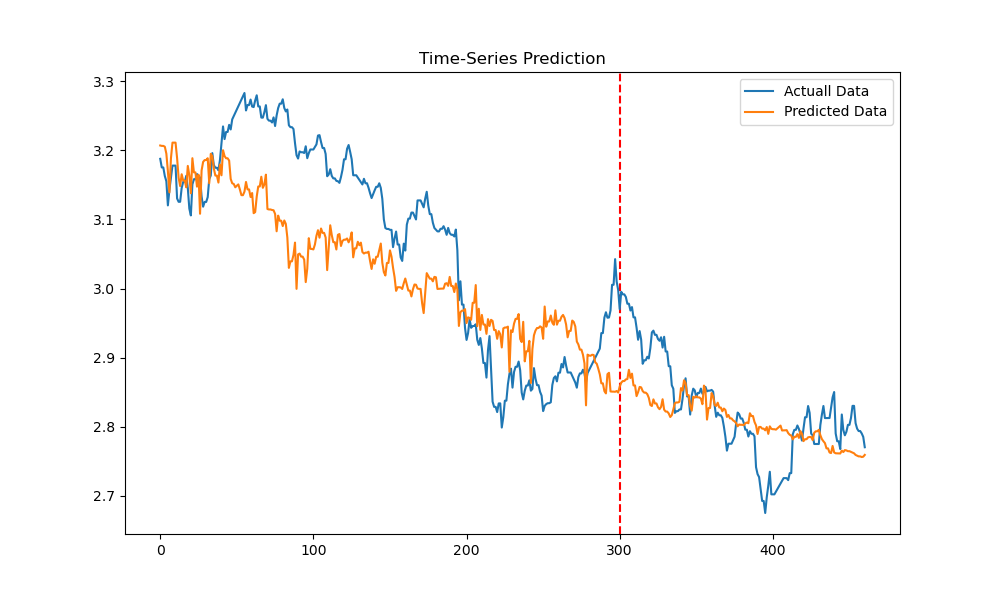 Time-Series Prediction
Actuall Data
Predicted Data
3.3
3.2
3.1
3.0
2.9
2.8
2.7
0 100 200 300 400